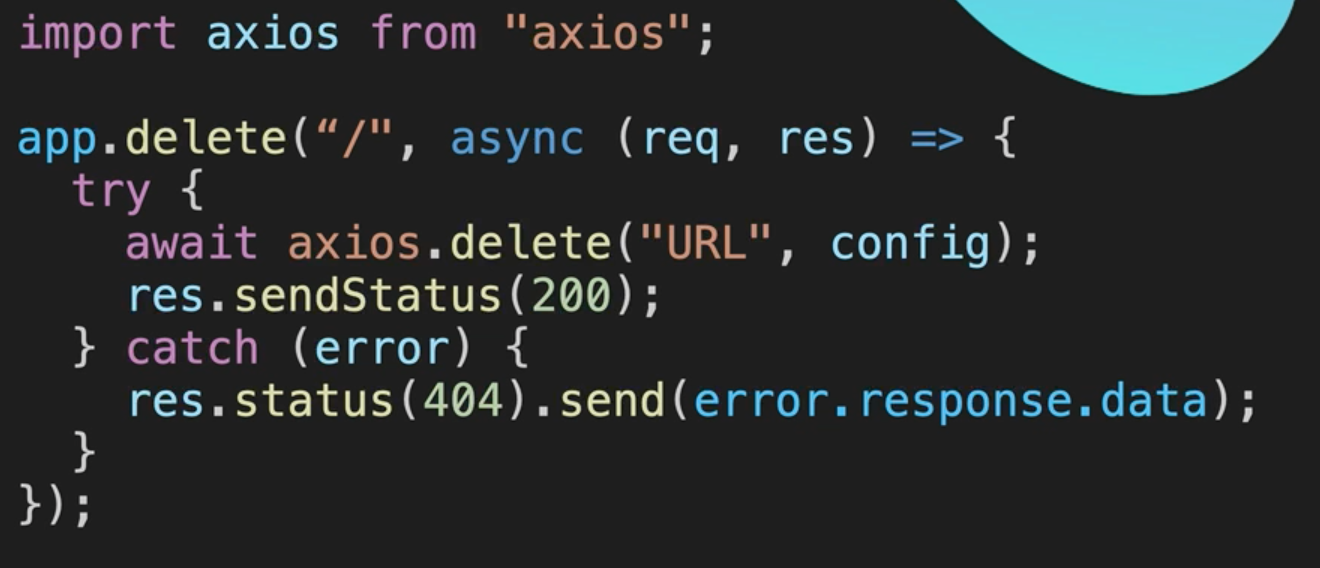 import axios from "axios";
app.delete(“/", async (req, res) => {
  try {
    await axios.delete("URL", config);
    res.sendStatus(200);
  } catch (error) {
    res.status(404).send(error.response.data);
  }
});